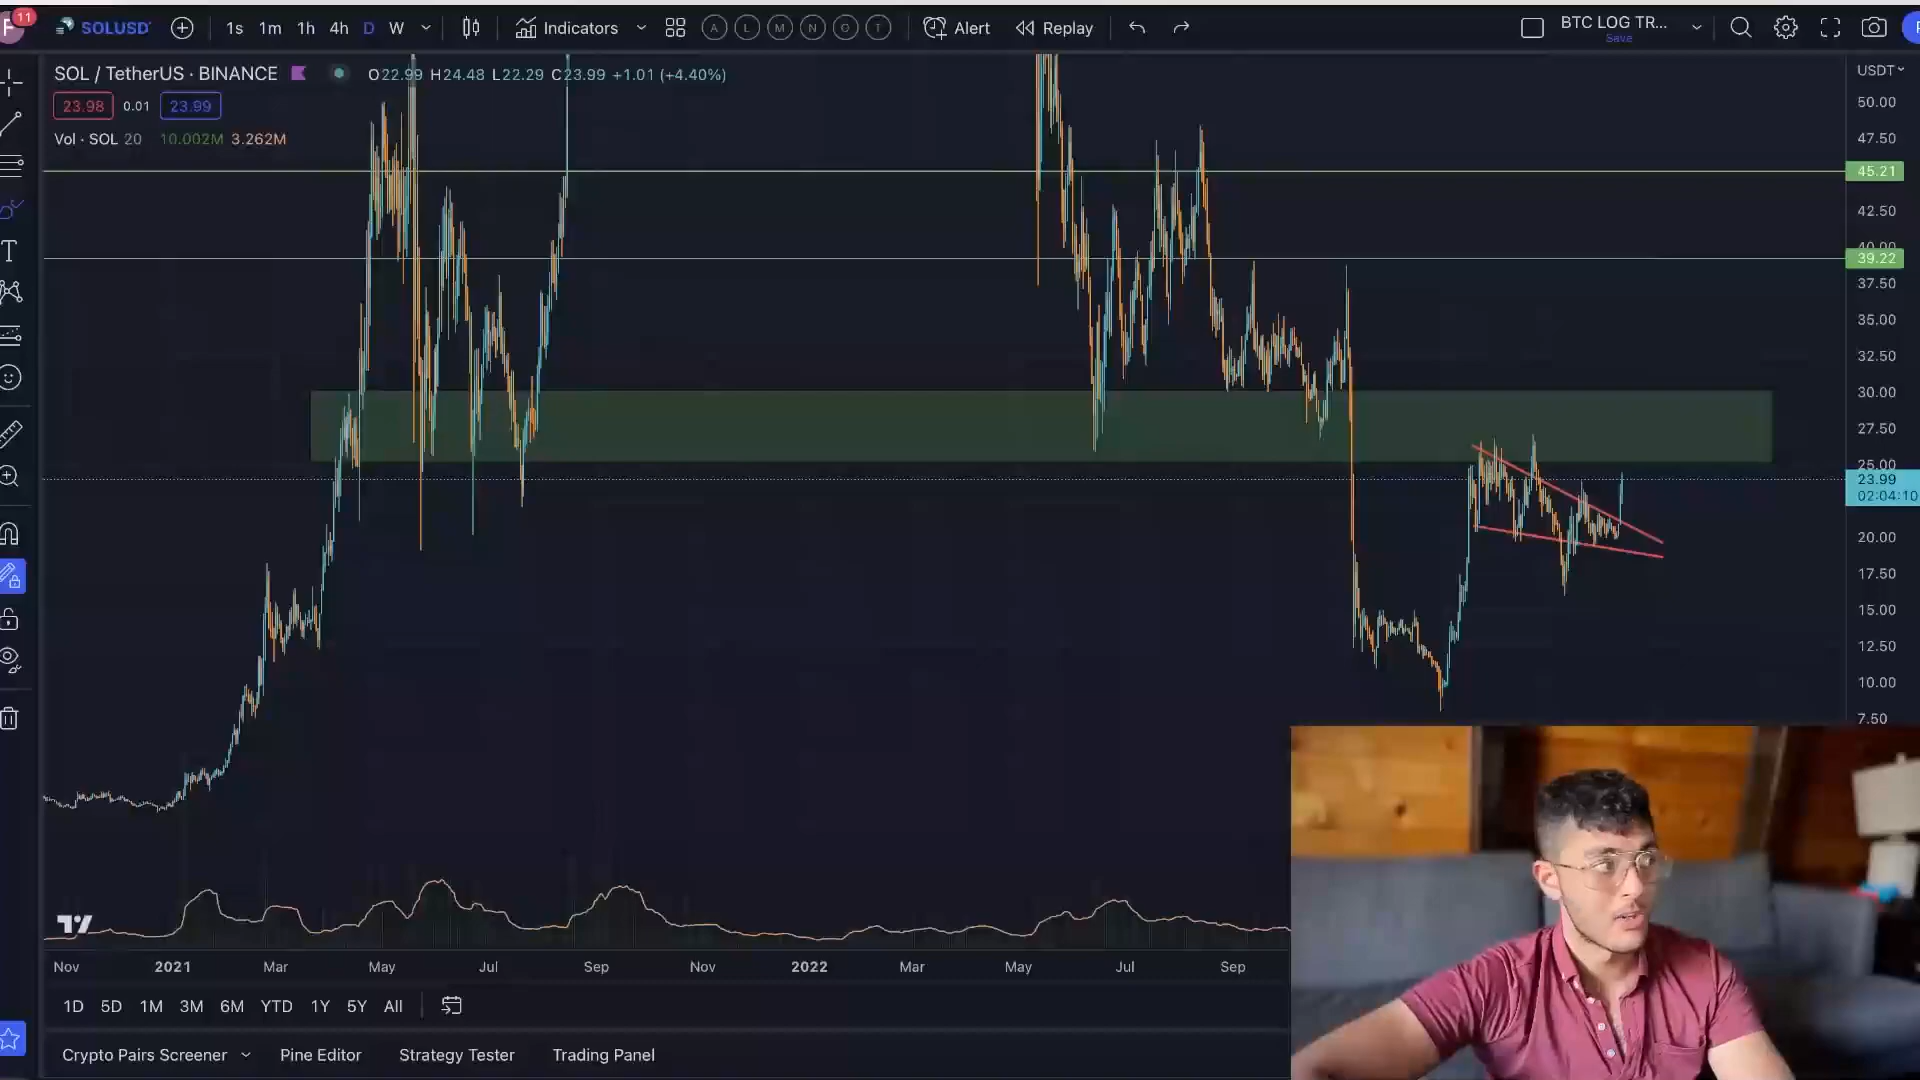 11
SOLUSD
1s 1m 1h 4h D W
Indicators
A L M N O T
Alert
Replay
BTC LOG TR...
Save
SOL / TetherUS · BINANCE
O22.99 H24.48 L22.29 C23.99 +1.01 (+4.40%)
USDT
23.98 0.01 23.99
Vol · SOL 20 10.002M 3.262M
50.00
47.50
45.21
42.50
40.00
39.22
37.50
35.00
32.50
30.00
27.50
25.00
23.99
02:04:10
20.00
17.50
15.00
12.50
10.00
7.50
Nov 2021 Mar May Jul Sep Nov 2022 Mar May Jul Sep
1D 5D 1M 3M 6M YTD 1Y 5Y All
Crypto Pairs Screener Pine Editor Strategy Tester Trading Panel